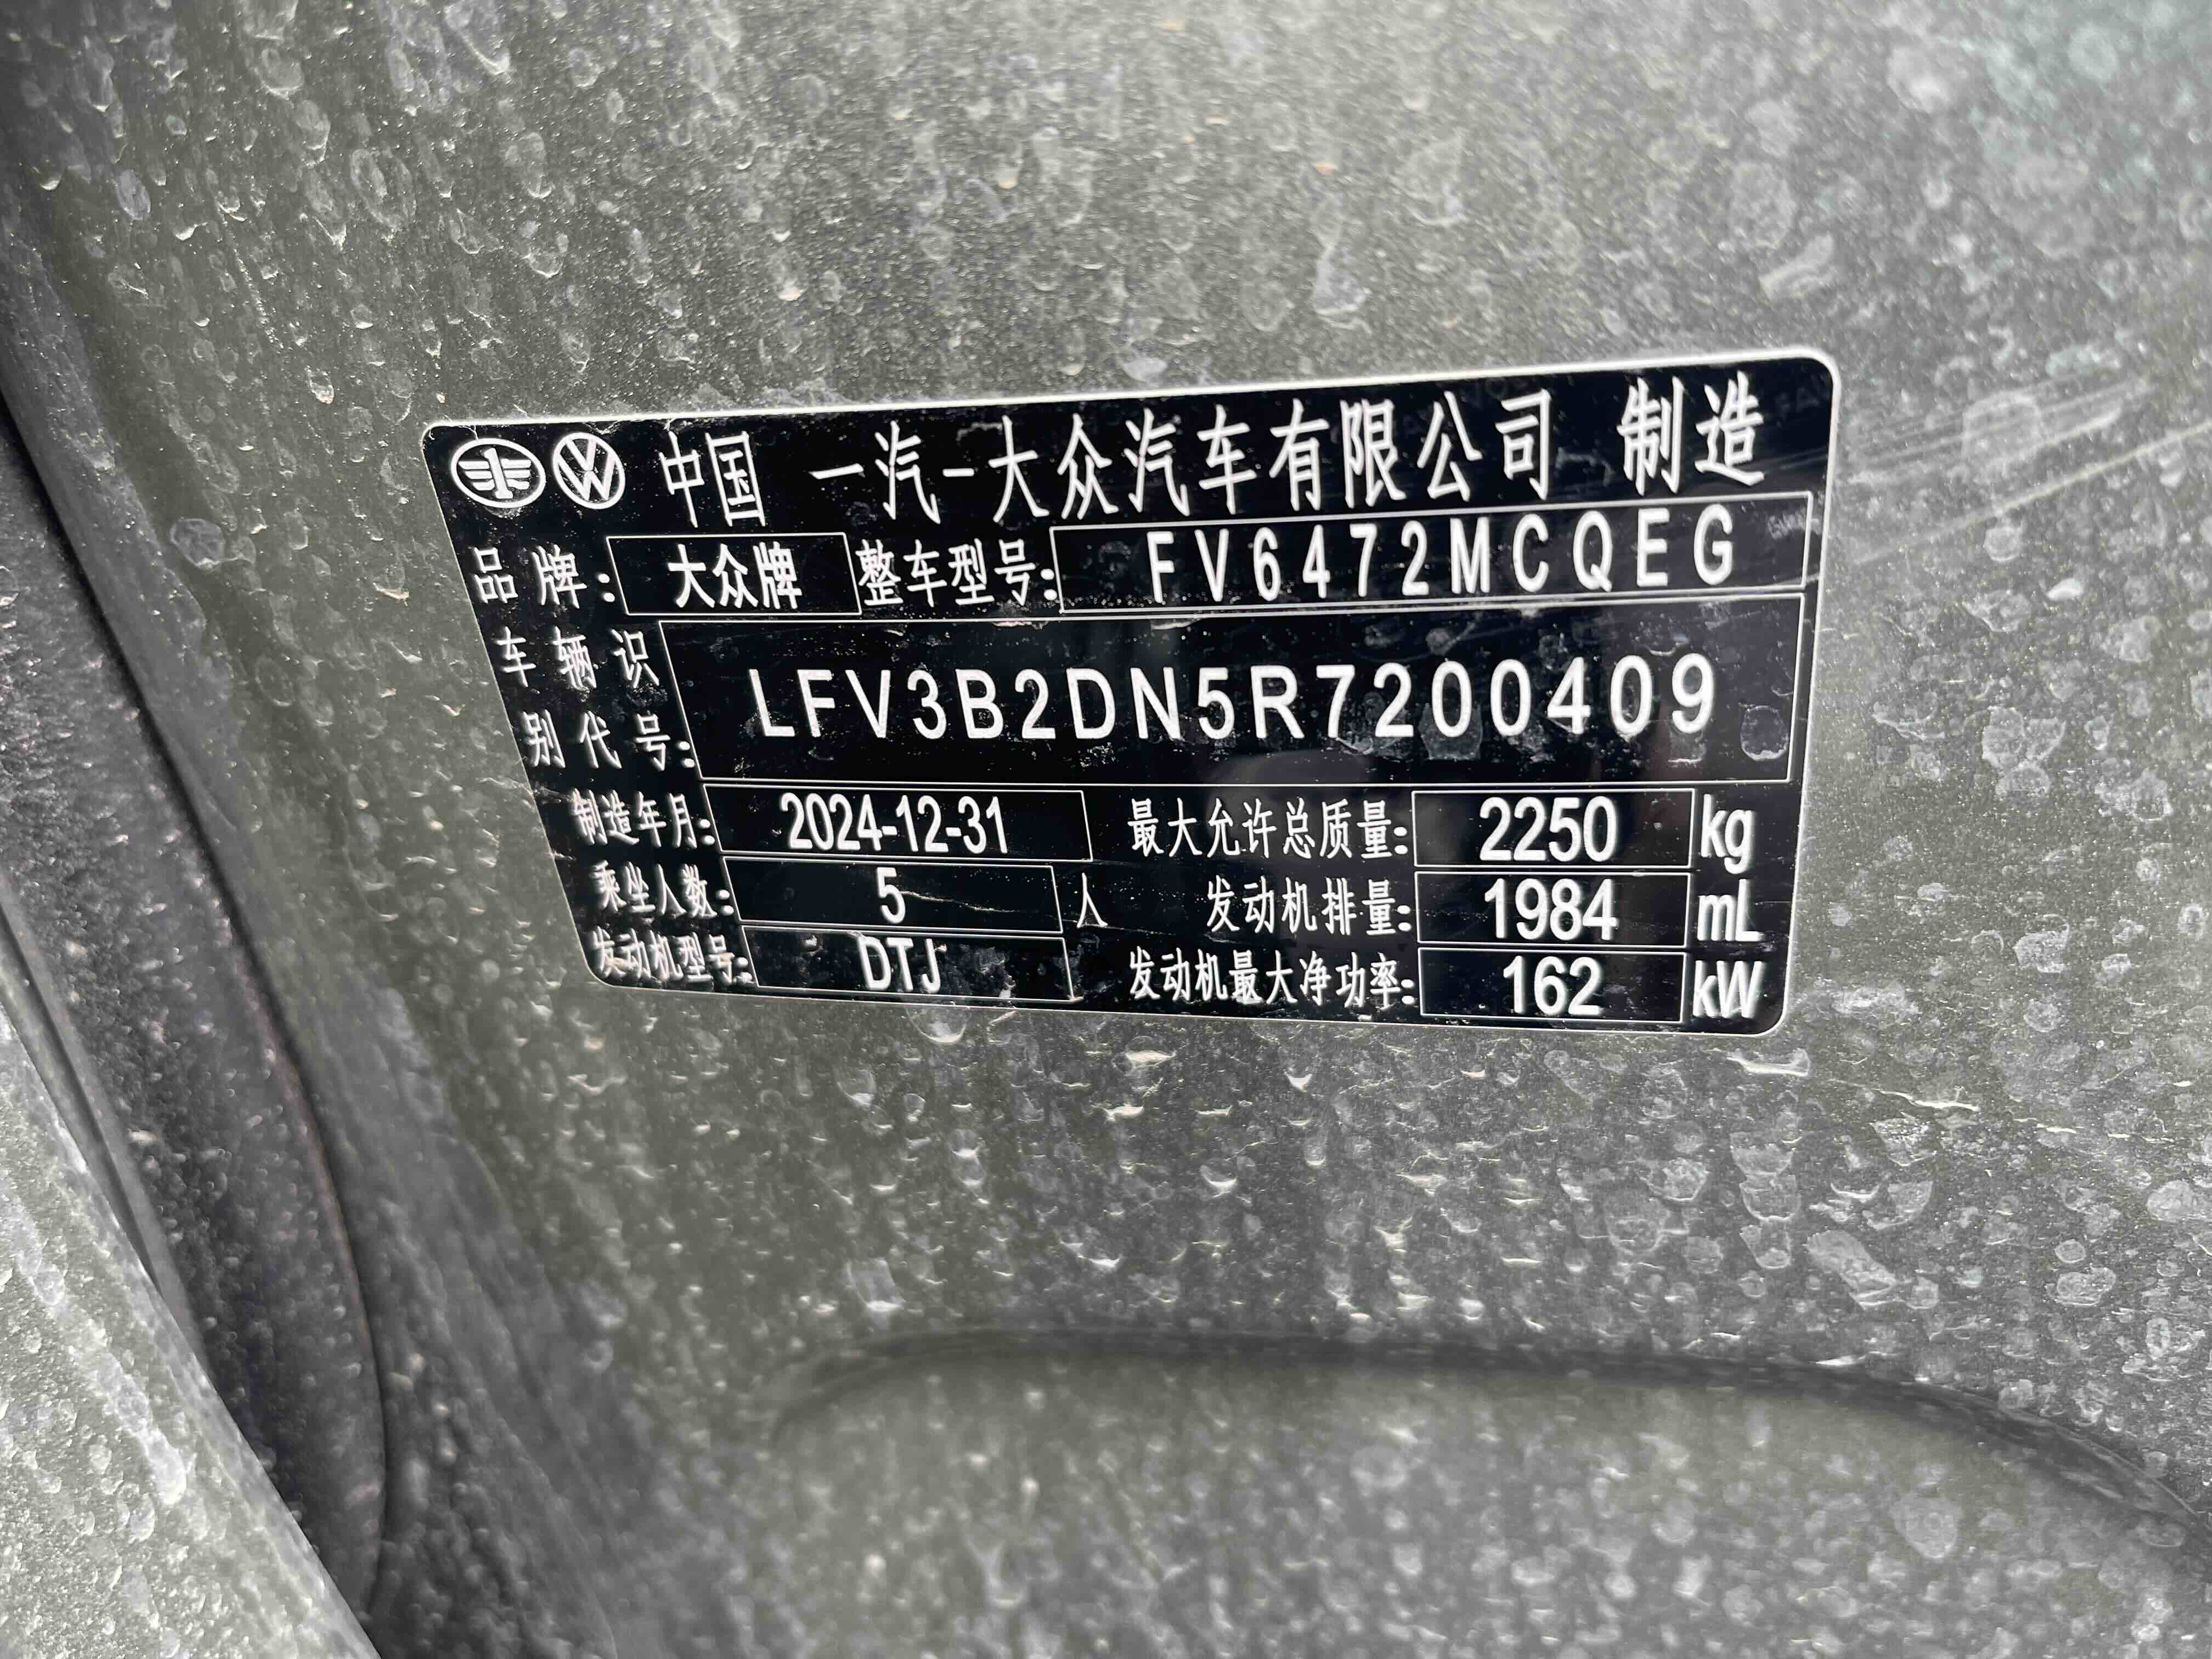 中国 一汽-大众汽车有限公司 制造
品牌: 大众牌 整车型号: FV6472MCQEG
车辆识别代号: LFV3B2DN5R7200409
制造年月: 2024-12-31 最大允许总质量: 2250 kg
乘坐人数: 5 人 发动机排量: 1984 mL
发动机型号: DTJ 发动机最大净功率: 162 kW